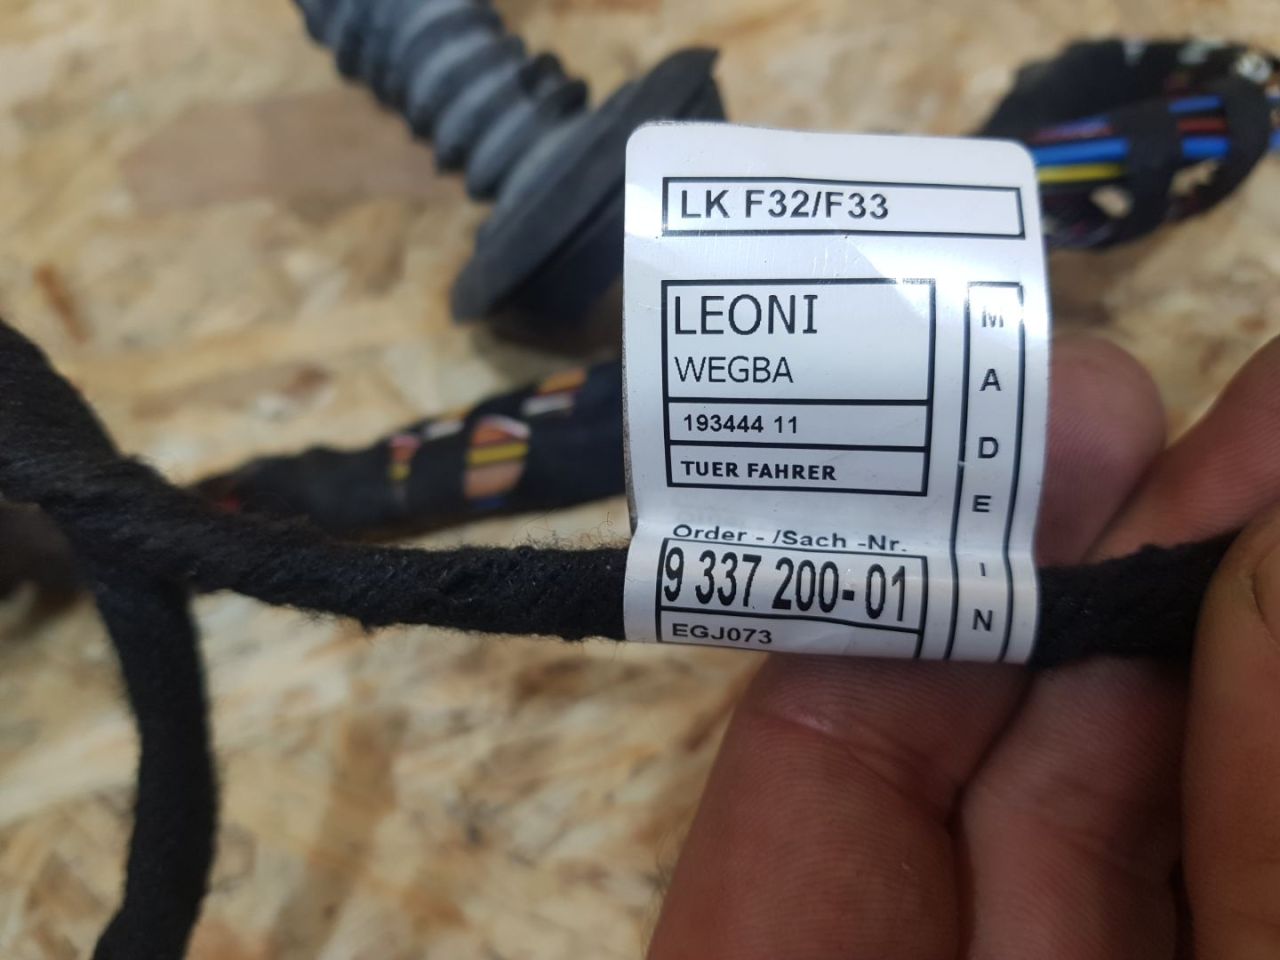 LK F32/F33
LEONI
WEGBA
193444 11
TUER FAHRER
Order - /Sach -Nr.
9 337 200-01
EGJ073
MADE IN